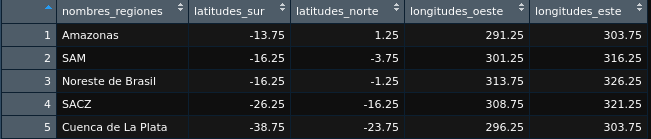 nombres_regiones latitudes_sur latitudes_norte longitudes_oeste longitudes_este
1 Amazonas -13.75 1.25 291.25 303.75
2 SAM -16.25 -3.75 301.25 316.25
3 Noreste de Brasil -16.25 -1.25 313.75 326.25
4 SACZ -26.25 -16.25 308.75 321.25
5 Cuenca de La Plata -38.75 -23.75 296.25 303.75